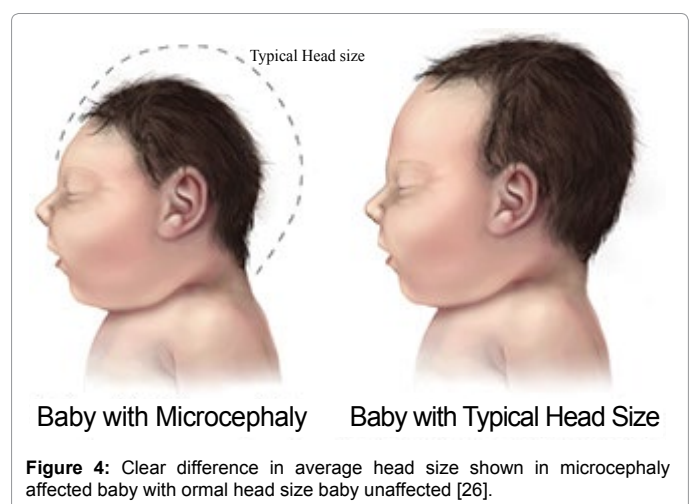 Typical Head size
Baby with Microcephaly
Baby with Typical Head Size
Figure 4: Clear difference in average head size shown in microcephaly
affected baby with ormal head size baby unaffected [26].